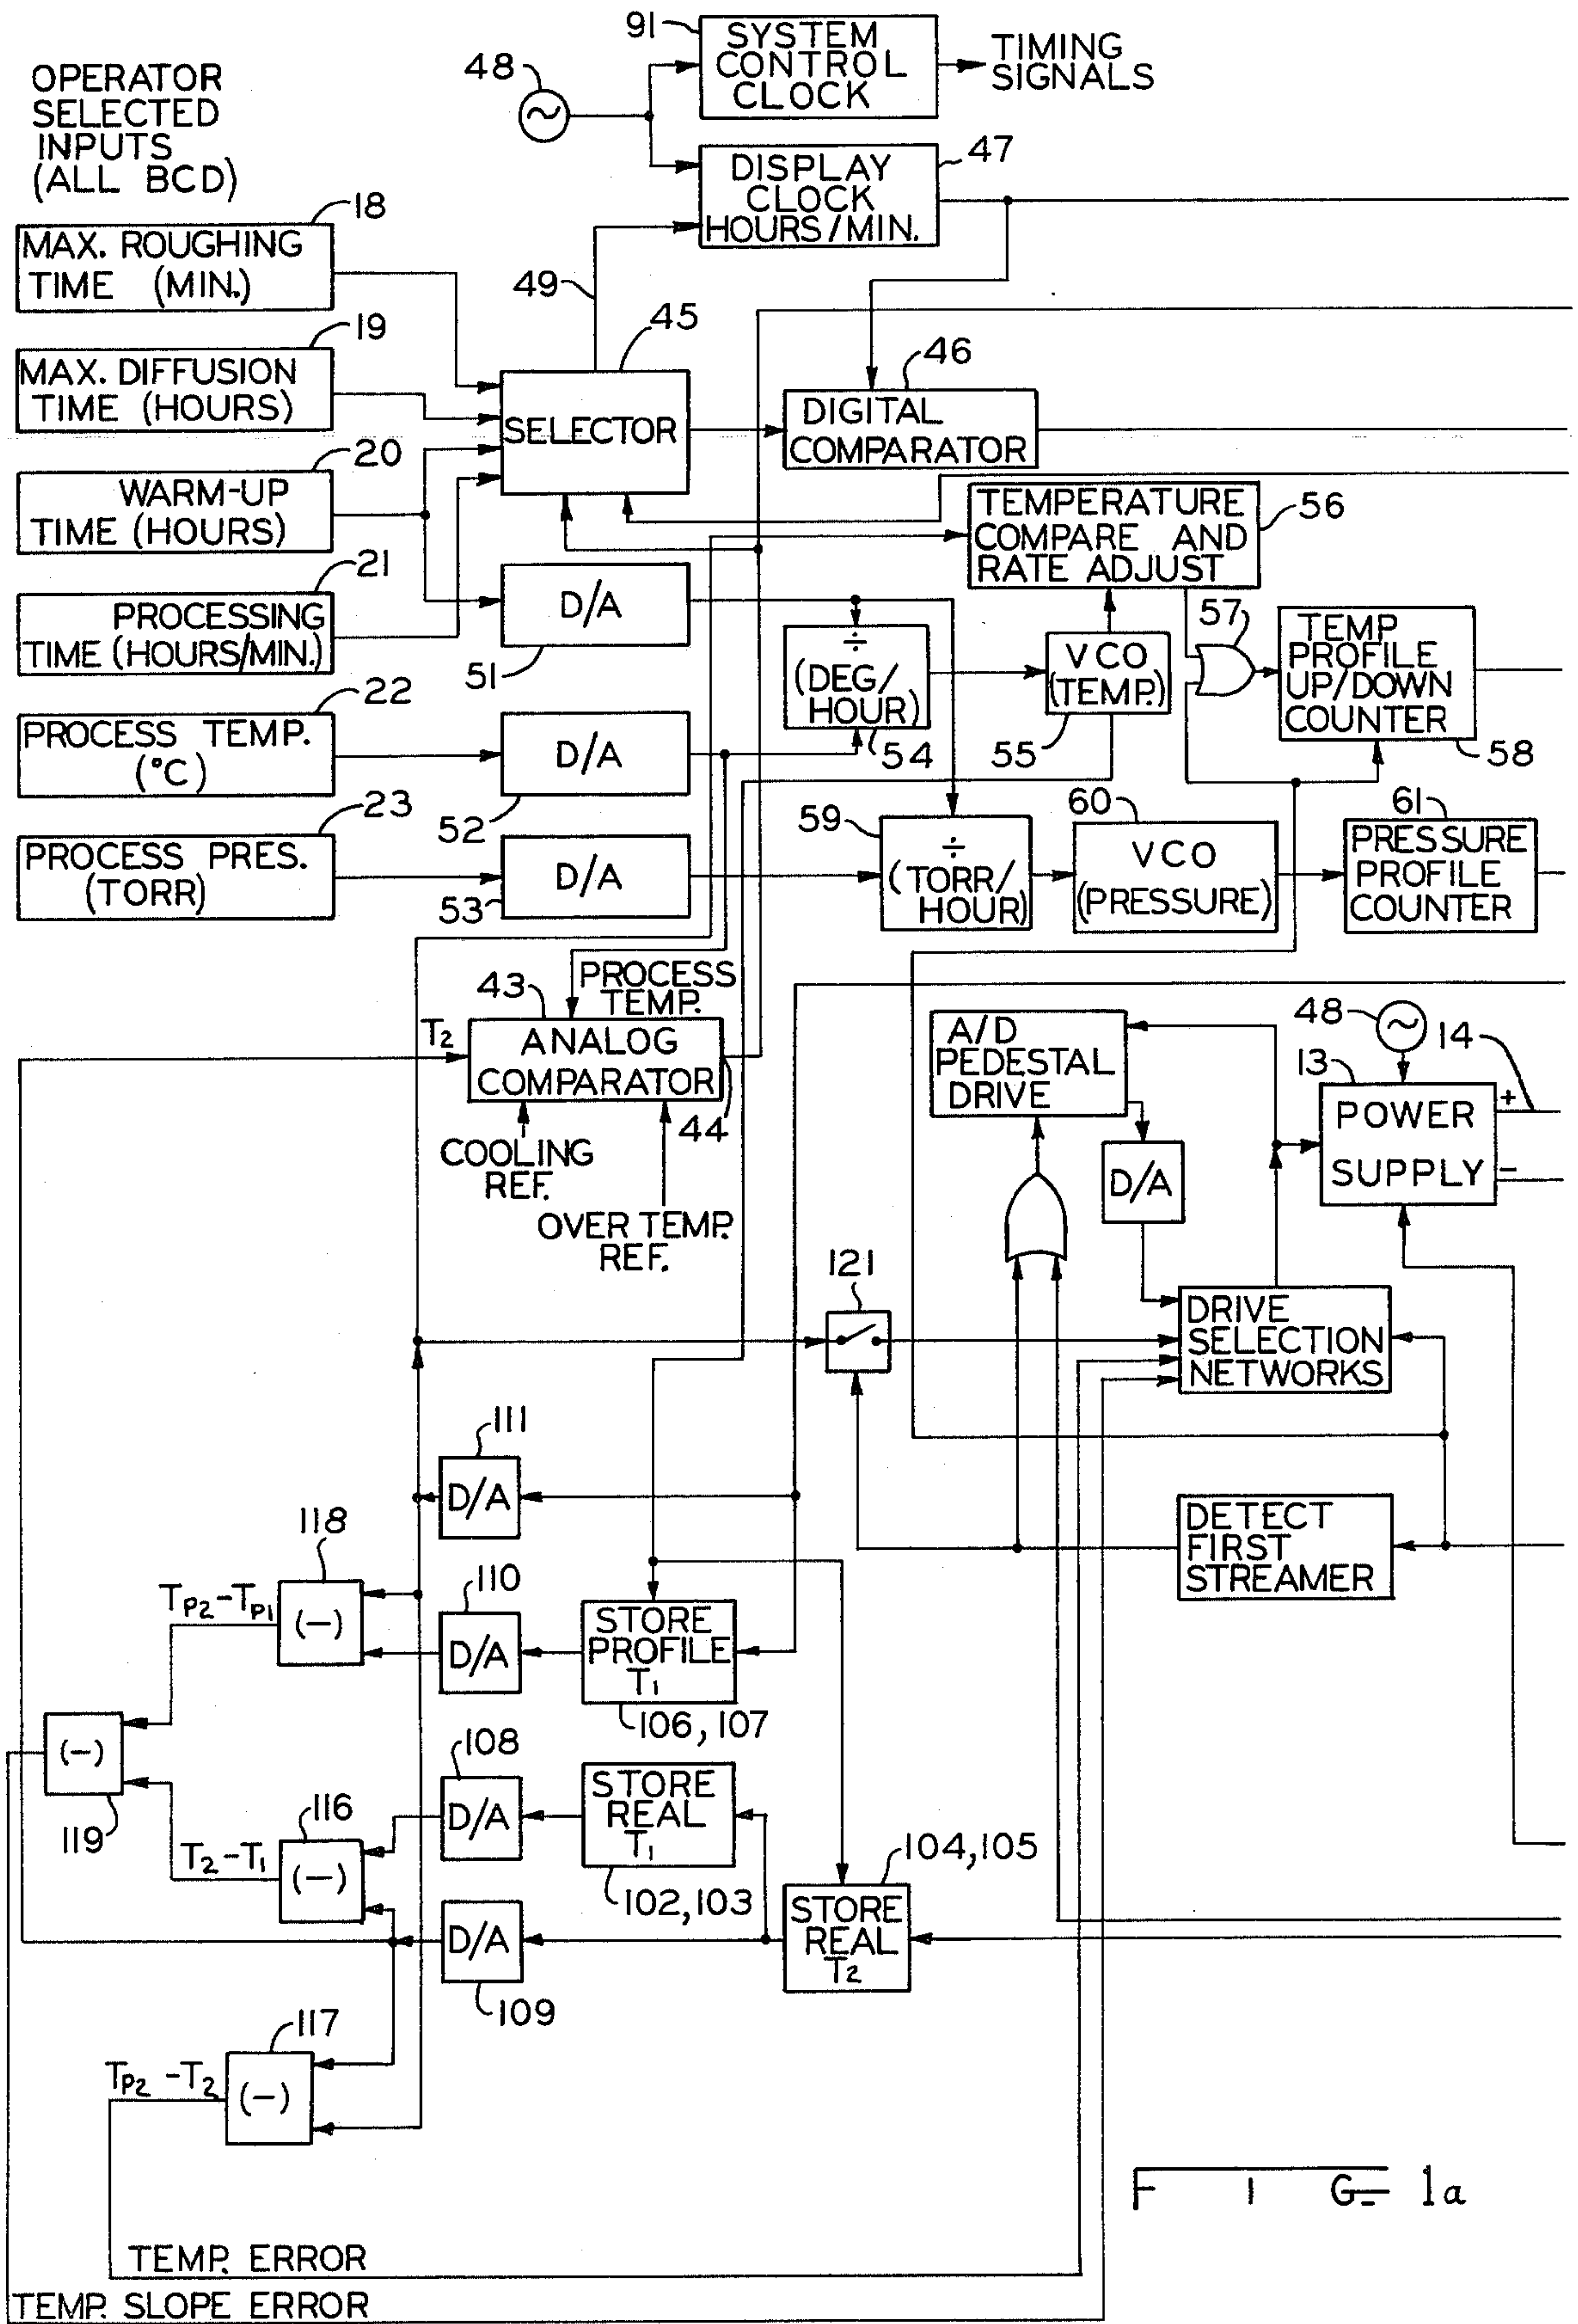 91
SYSTEM
CONTROL
CLOCK
TIMING
SIGNALS
48
OPERATOR
SELECTED
INPUTS
(ALL BCD)
47
DISPLAY
CLOCK
HOURS/MIN.
18
MAX. ROUGHING
TIME (MIN.)
49
45
19
MAX. DIFFUSION
TIME (HOURS)
SELECTOR
46
DIGITAL
COMPARATOR
20
WARM-UP
TIME (HOURS)
TEMPERATURE
COMPARE AND
RATE ADJUST
56
21
PROCESSING
TIME (HOURS/MIN.)
D/A
51
÷
(DEG/
HOUR)
54
VCO
(TEMP.)
55
57
TEMP
PROFILE
UP/DOWN
COUNTER
58
22
PROCESS TEMP.
(°C)
D/A
52
23
PROCESS PRES.
(TORR)
D/A
53
59
÷
(TORR/
HOUR)
60
VCO
(PRESSURE)
61
PRESSURE
PROFILE
COUNTER
PROCESS
TEMP.
43
T2
ANALOG
COMPARATOR
44
COOLING
REF.
OVER TEMP.
REF.
A/D
PEDESTAL
DRIVE
D/A
48
14
13
POWER
SUPPLY
+
-
121
DRIVE
SELECTION
NETWORKS
111
D/A
DETECT
FIRST
STREAMER
118
(-)
TP2-TP1
110
D/A
STORE
PROFILE
T1
106, 107
(-)
119
108
D/A
STORE
REAL
T1
102, 103
116
(-)
T2-T1
104, 105
STORE
REAL
T2
D/A
109
117
(-)
TP2 -T2
F I G- 1a
TEMP. ERROR
TEMP. SLOPE ERROR